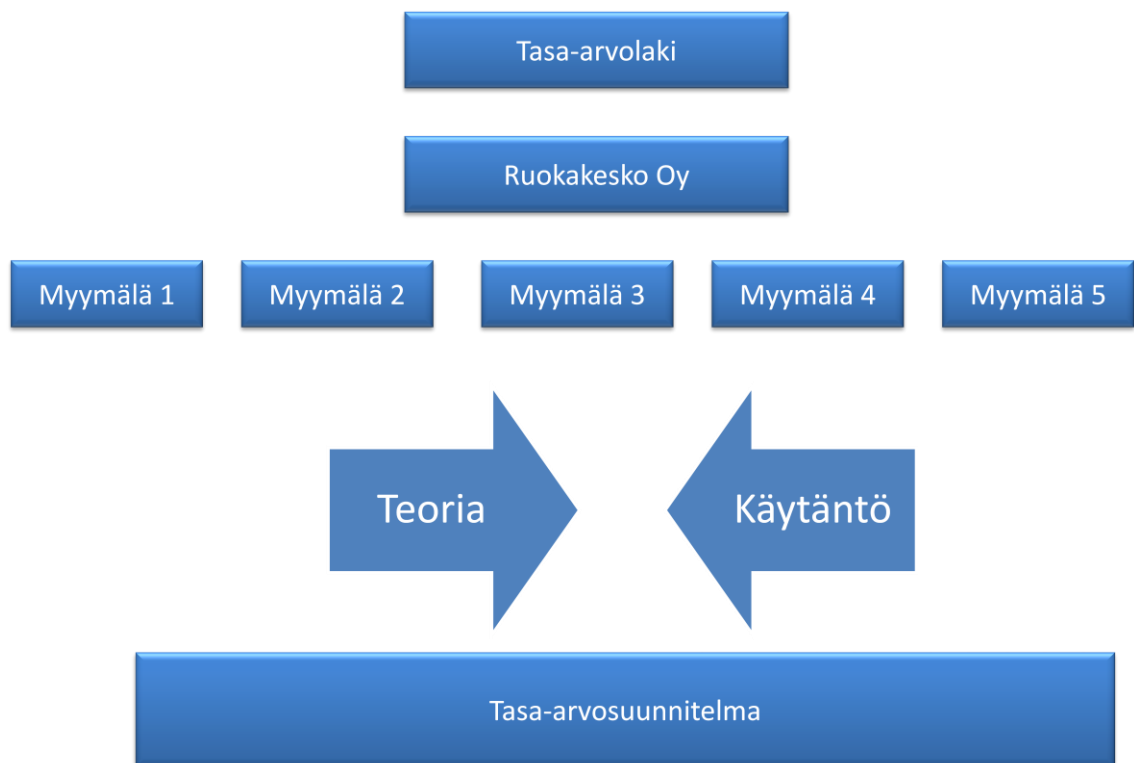 Tasa-arvolaki
Ruokakesko Oy
Myymälä 1
Myymälä 2
Myymälä 3
Myymälä 4
Myymälä 5
Teoria
Käytäntö
Tasa-arvosuunnitelma